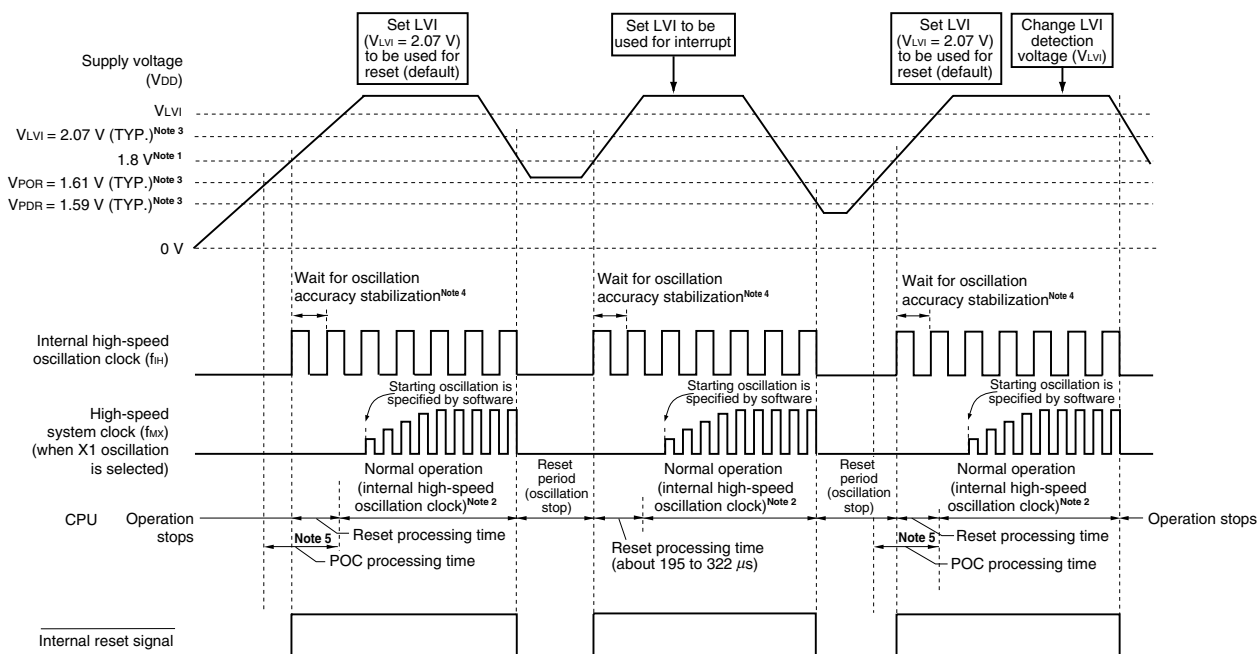 Set LVI
(VLVI = 2.07 V)
to be used for
reset (default)
Set LVI to be
used for interrupt
Set LVI
(VLVI = 2.07 V)
to be used for
reset (default)
Change LVI
detection
voltage (VLVI)
Supply voltage
(VDD)
VLVI
VLVI = 2.07 V (TYP.)Note 3
1.8 VNote 1
VPOR = 1.61 V (TYP.)Note 3
VPDR = 1.59 V (TYP.)Note 3
0 V
Wait for oscillation
accuracy stabilizationNote 4
Wait for oscillation
accuracy stabilizationNote 4
Wait for oscillation
accuracy stabilizationNote 4
Internal high-speed
oscillation clock (fIH)
Starting oscillation is
specified by software
Starting oscillation is
specified by software
Starting oscillation is
specified by software
High-speed
system clock (fMX)
(when X1 oscillation
is selected)
Normal operation
(internal high-speed
oscillation clock)Note 2
Reset
period
(oscillation
stop)
Normal operation
(internal high-speed
oscillation clock)Note 2
Reset
period
(oscillation
stop)
Normal operation
(internal high-speed
oscillation clock)Note 2
CPU
Operation
stops
Operation stops
Note 5
Reset processing time
POC processing time
Reset processing time
(about 195 to 322 μs)
Note 5
Reset processing time
POC processing time
Internal reset signal